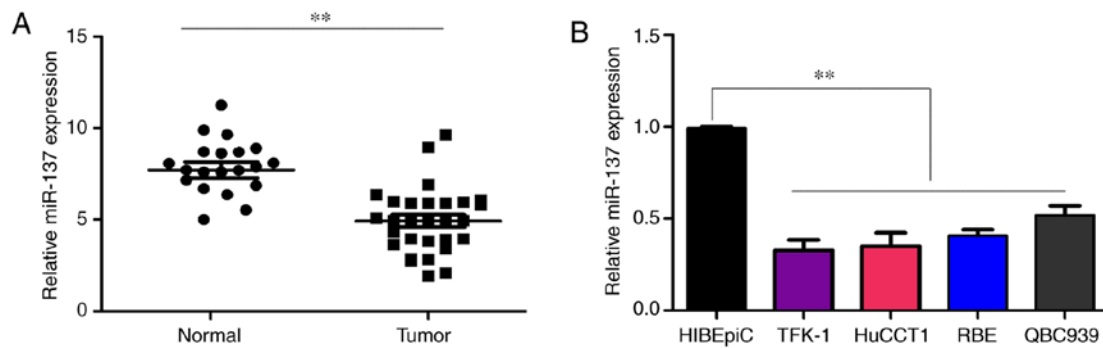 A
**
Relative miR-137 expression
15
10
5
0
Normal
Tumor
B
**
Relative miR-137 expression
1.5
1.0
0.5
0.0
HIBEpiC
TFK-1
HuCCT1
RBE
QBC939